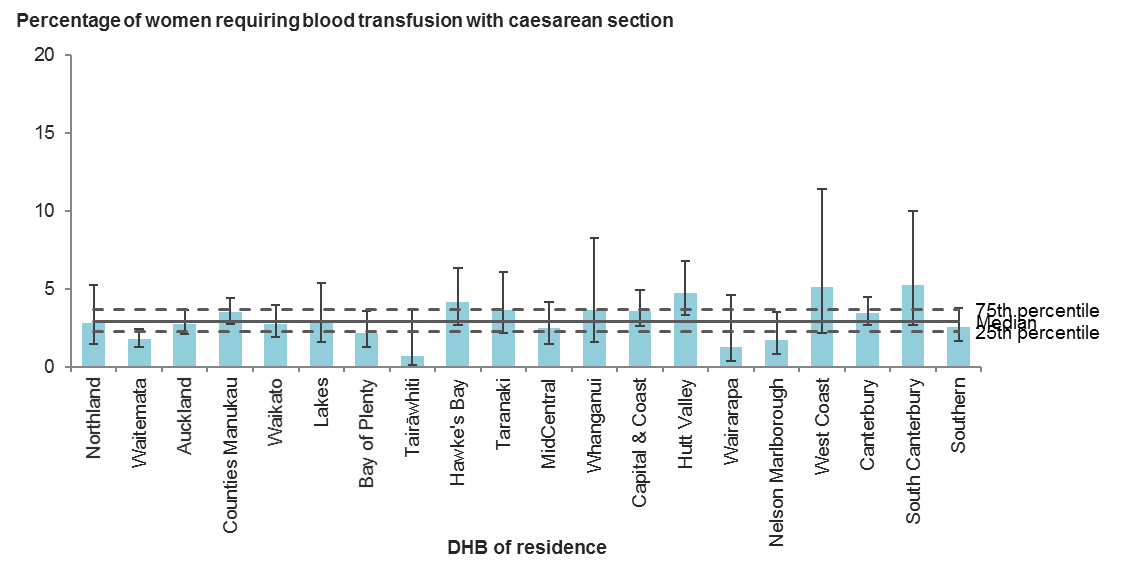 Percentage of women requiring blood transfusion with caesarean section
20
15
10
5
0
75th percentile
Median
25th percentile
Northland
Waitemata
Auckland
Counties Manukau
Waikato
Lakes
Bay of Plenty
Tairāwhiti
Hawke's Bay
Taranaki
MidCentral
Whanganui
Capital & Coast
Hutt Valley
Wairarapa
Nelson Marlborough
West Coast
Canterbury
South Canterbury
Southern
DHB of residence